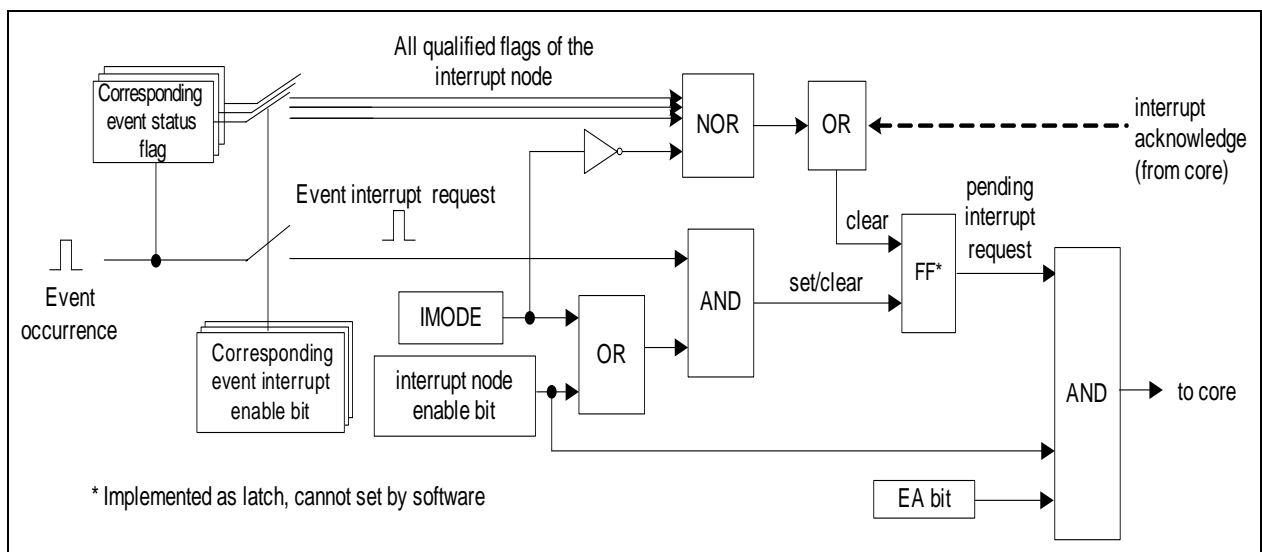 All qualified flags of the
interrupt node
Corresponding
event status
flag
NOR
OR
interrupt
acknowledge
(from core)
Event interrupt request
pending
interrupt
request
clear
Event
occurrence
AND
set/clear
FF*
IMODE
OR
Corresponding
event interrupt
enable bit
interrupt node
enable bit
AND
to core
* Implemented as latch, cannot set by software
EA bit